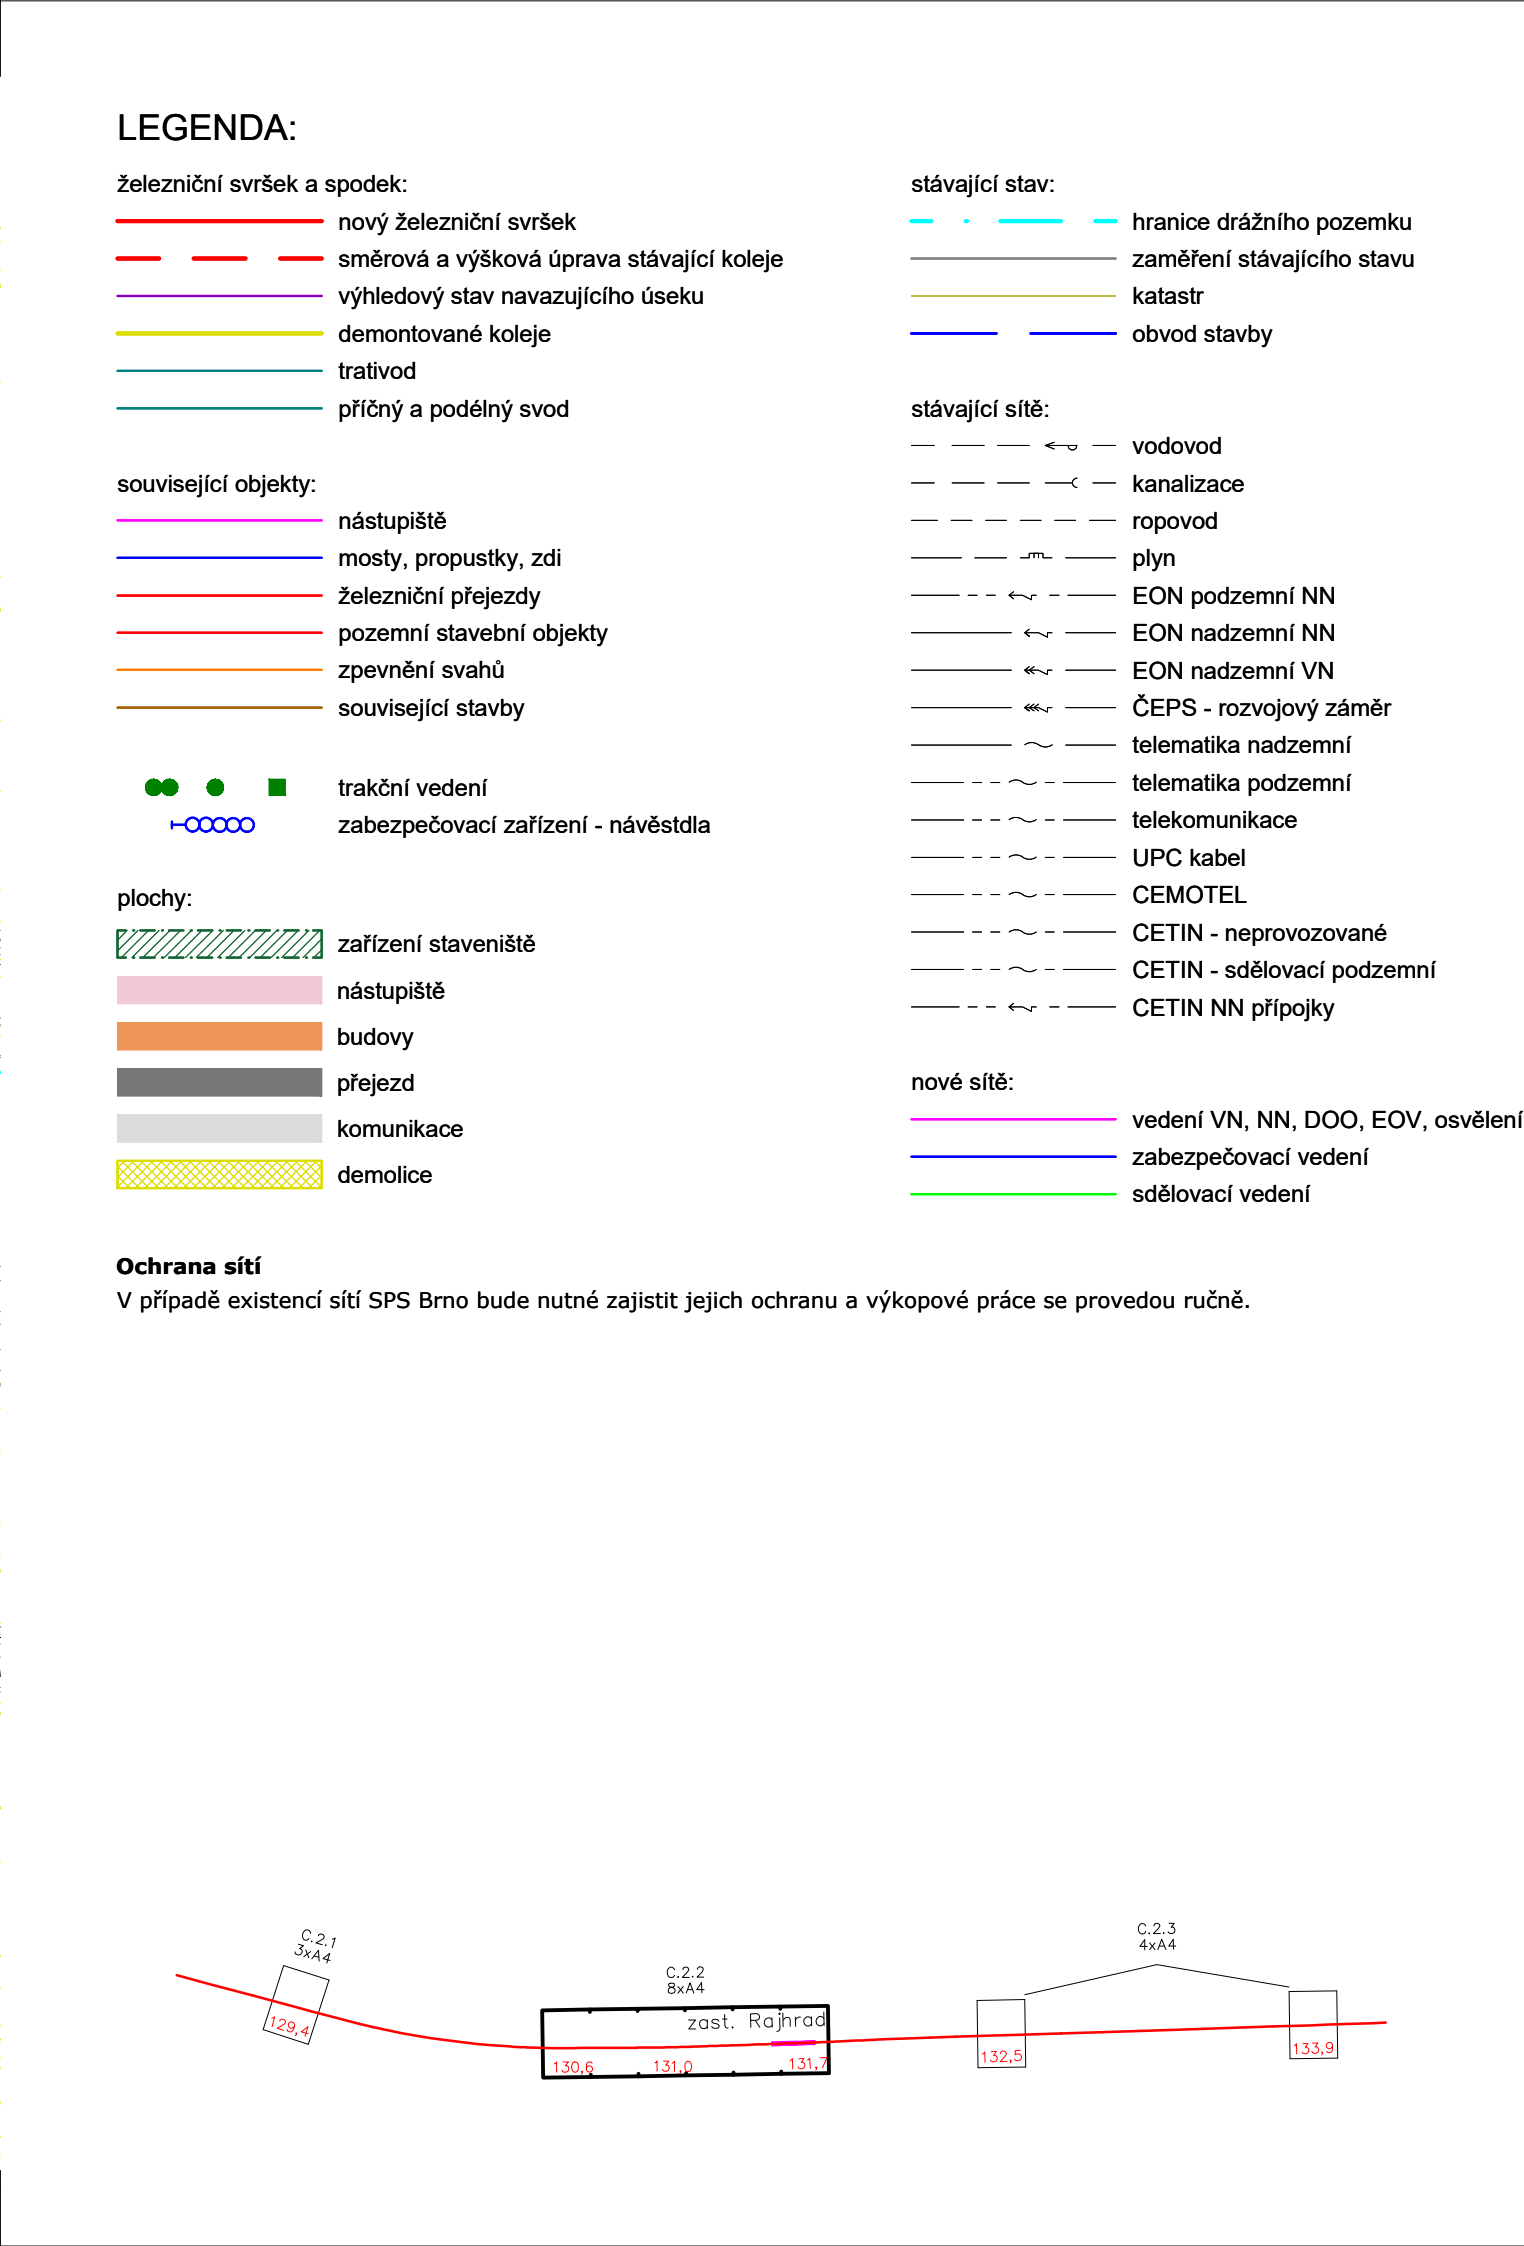 LEGENDA:
železniční svršek a spodek:
nový železniční svršek
směrová a výšková úprava stávající koleje
výhledový stav navazujícího úseku
demontované koleje
trativod
příčný a podélný svod
související objekty:
nástupiště
mosty, propustky, zdi
železniční přejezdy
pozemní stavební objekty
zpevnění svahů
související stavby
trakční vedení
zabezpečovací zařízení - návěstdla
plochy:
zařízení staveniště
nástupiště
budovy
přejezd
komunikace
demolice
stávající stav:
hranice drážního pozemku
zaměření stávajícího stavu
katastr
obvod stavby
stávající sítě:
vodovod
kanalizace
ropovod
plyn
EON podzemní NN
EON nadzemní NN
EON nadzemní VN
ČEPS - rozvojový záměr
telematika nadzemní
telematika podzemní
telekomunikace
UPC kabel
CEMOTEL
CETIN - neprovozované
CETIN - sdělovací podzemní
CETIN NN přípojky
nové sítě:
vedení VN, NN, DOO, EOV, osvělení
zabezpečovací vedení
sdělovací vedení
Ochrana sítí
V případě existencí sítí SPS Brno bude nutné zajistit jejich ochranu a výkopové práce se provedou ručně.
C.2.1
3xA4
129,4
C.2.2
8xA4
zast. Rajhrad
130,6
131,0
131,7
C.2.3
4xA4
132,5
133,9